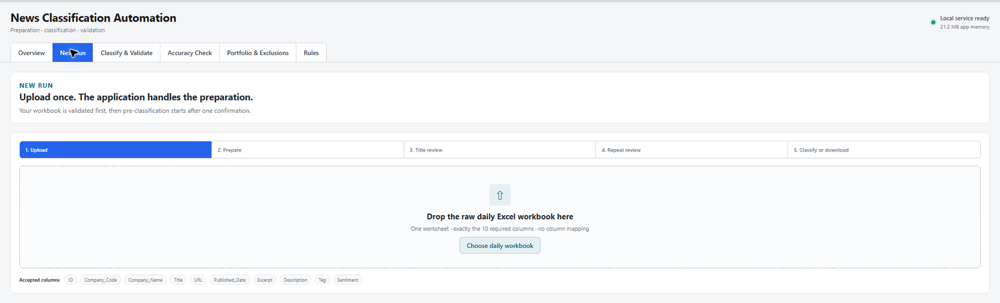 News Classification Automation
Preparation · classification · validation
Local service ready
21.2 MB app memory
Overview
New Run
Classify & Validate
Accuracy Check
Portfolio & Exclusions
Rules
NEW RUN
Upload once. The application handles the preparation.
Your workbook is validated first, then pre-classification starts after one confirmation.
1. Upload
2. Prepare
3. Title review
4. Repeat review
5. Classify or download
⇧
Drop the raw daily Excel workbook here
One worksheet · exactly the 10 required columns · no column mapping
Choose daily workbook
Accepted columns ID Company_Code Company_Name Title URL Published_Date Excerpt Description Tag Sentiment